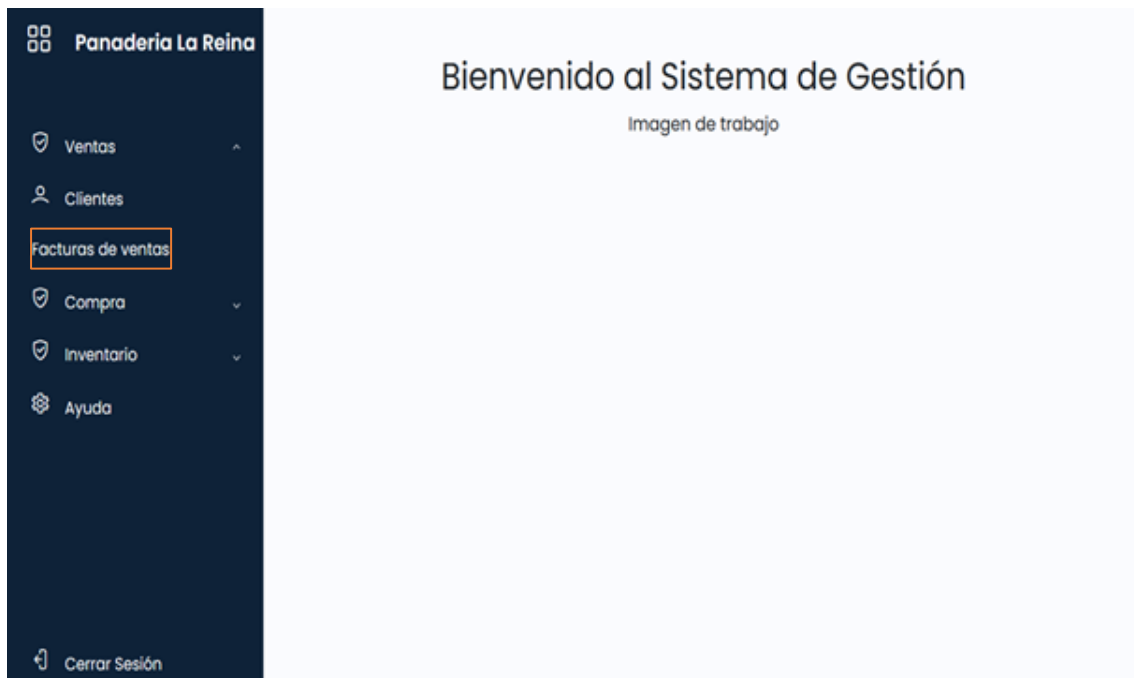 Panaderia La Reina
Ventas
Clientes
Facturas de ventas
Compra
Inventario
Ayuda
Cerrar Sesión
Bienvenido al Sistema de Gestión
Imagen de trabajo